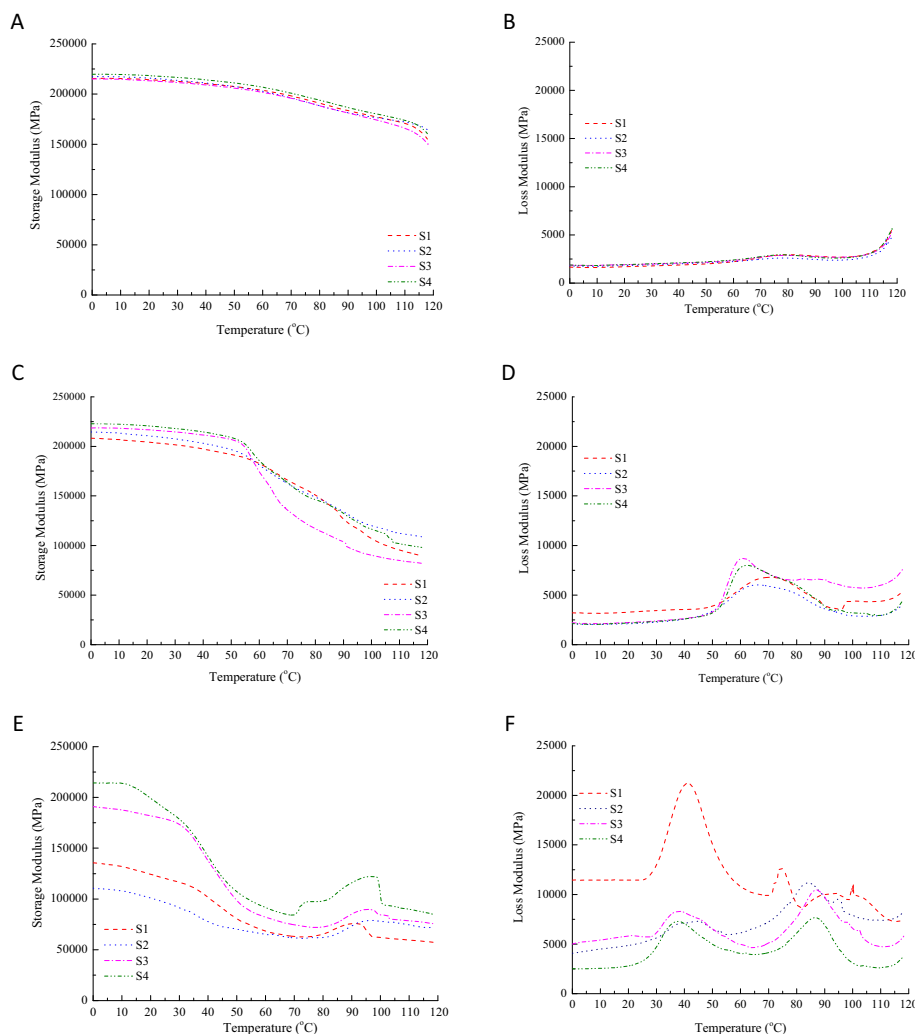 A
250000
200000
150000
100000
50000
0
Storage Modulus (MPa)
S1
S2
S3
S4
0 10 20 30 40 50 60 70 80 90 100 110 120
Temperature (°C)
B
25000
20000
15000
10000
5000
0
Loss Modulus (MPa)
S1
S2
S3
S4
0 10 20 30 40 50 60 70 80 90 100 110 120
Temperature (°C)
C
250000
200000
150000
100000
50000
0
Storage Modulus (MPa)
S1
S2
S3
S4
0 10 20 30 40 50 60 70 80 90 100 110 120
Temperature (°C)
D
25000
20000
15000
10000
5000
0
Loss Modulus (MPa)
S1
S2
S3
S4
0 10 20 30 40 50 60 70 80 90 100 110 120
Temperature (°C)
E
250000
200000
150000
100000
50000
0
Storage Modulus (MPa)
S1
S2
S3
S4
0 10 20 30 40 50 60 70 80 90 100 110 120
Temperature (°C)
F
25000
20000
15000
10000
5000
0
Loss Modulus (MPa)
S1
S2
S3
S4
0 10 20 30 40 50 60 70 80 90 100 110 120
Temperature (°C)